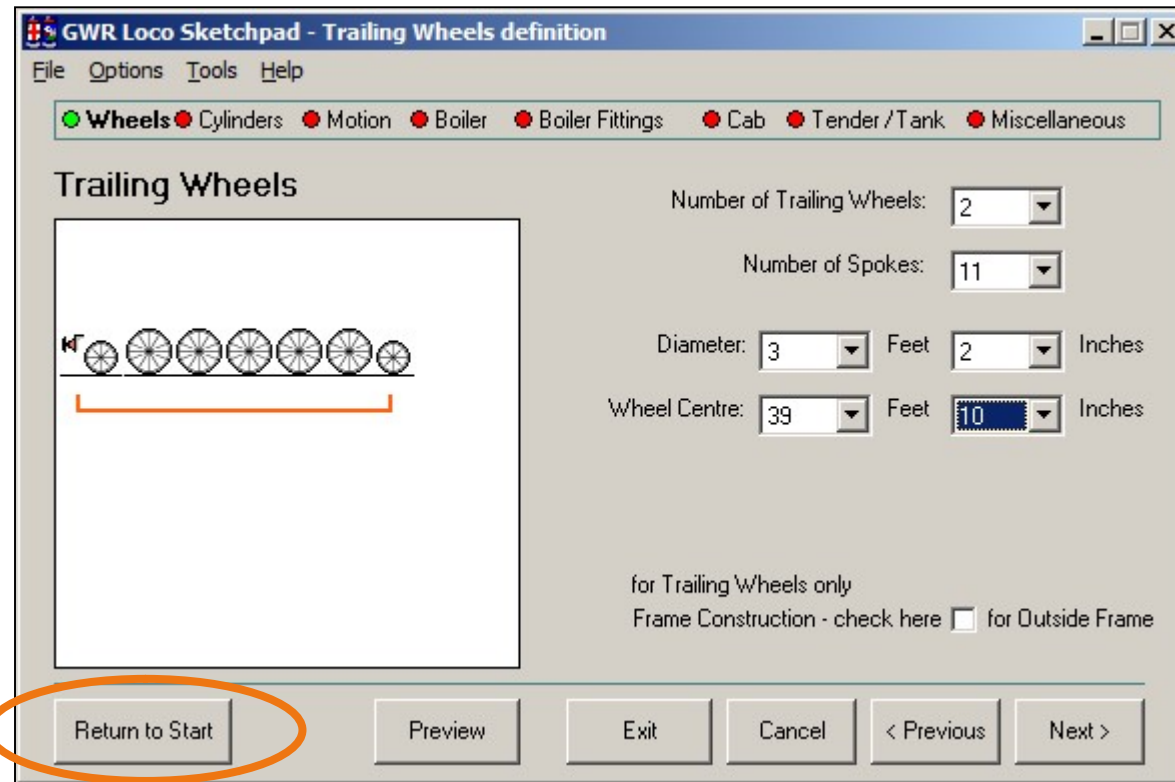 GWR Loco Sketchpad - Trailing Wheels definition
File Options Tools Help
Wheels Cylinders Motion Boiler Boiler Fittings Cab Tender / Tank Miscellaneous
Trailing Wheels
Number of Trailing Wheels: 2
Number of Spokes: 11
Diameter: 3 Feet 2 Inches
Wheel Centre: 39 Feet 10 Inches
for Trailing Wheels only
Frame Construction - check here for Outside Frame
Return to Start Preview Exit Cancel < Previous Next >